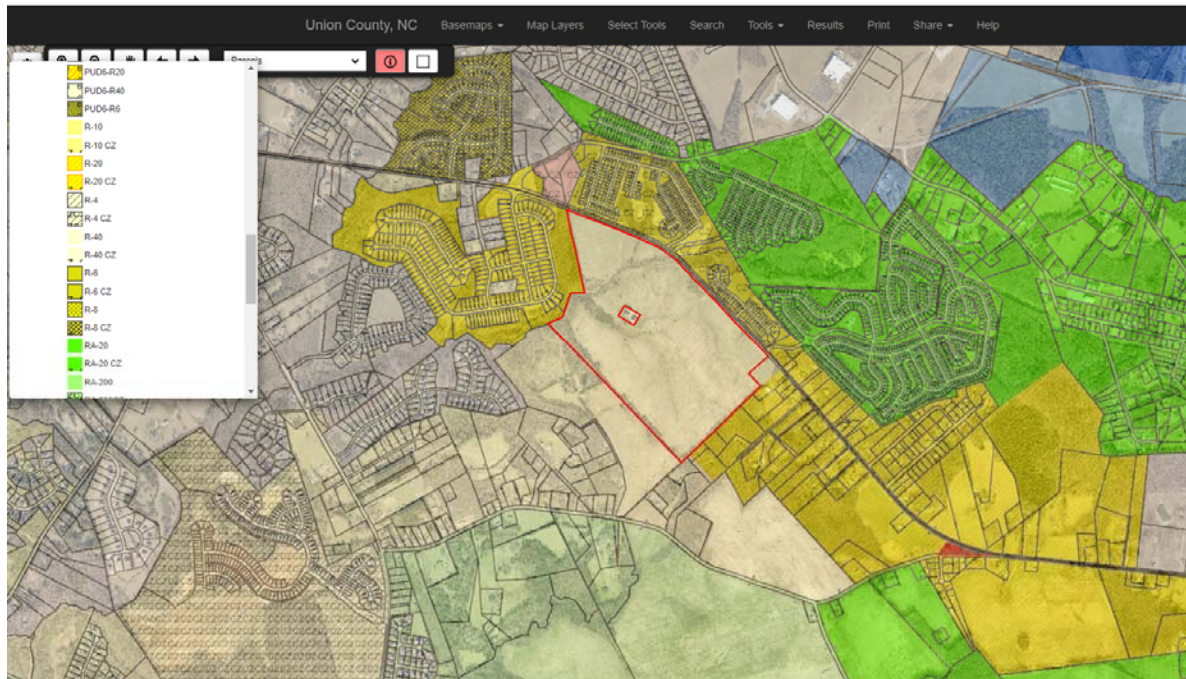 Union County, NC Basemaps Map Layers Select Tools Search Tools Results Print Share Help
Parcels
PUD6-R20
PUD6-R40
PUD6-R6
R-10
R-10 CZ
R-20
R-20 CZ
R-4
R-4 CZ
R-40
R-40 CZ
R-6
R-6 CZ
R-8
R-8 CZ
RA-20
RA-20 CZ
RA-200